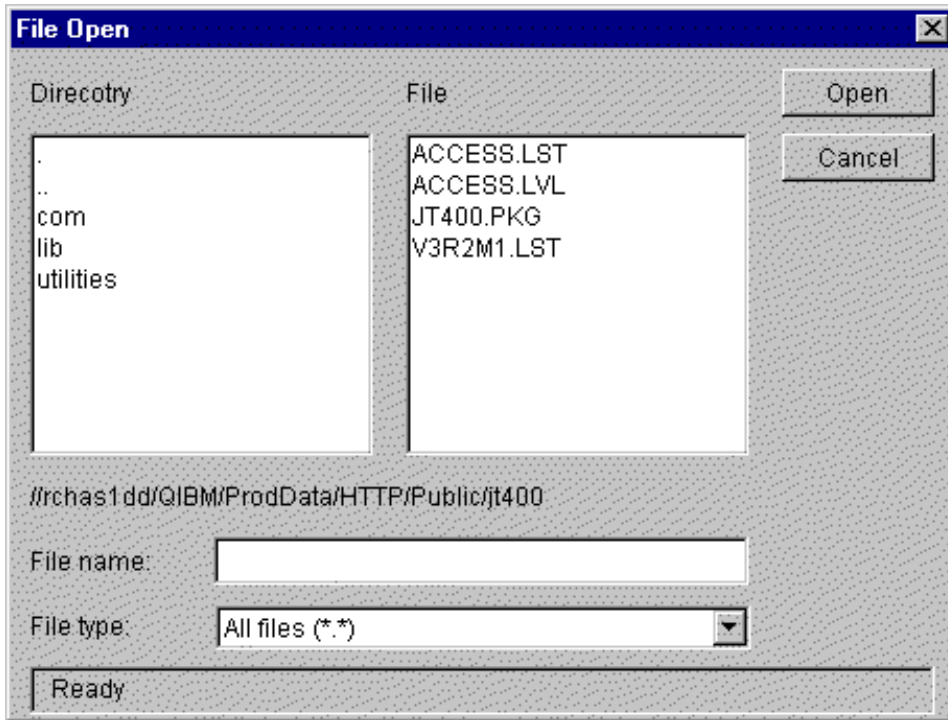 File Open
Direcotry
File
Open
Cancel
.
..
com
lib
utilities
ACCESS.LST
ACCESS.LVL
JT400.PKG
V3R2M1.LST
//rchas1dd/QIBM/ProdData/HTTP/Public/jt400
File name:
File type:
All files (*.*)
Ready